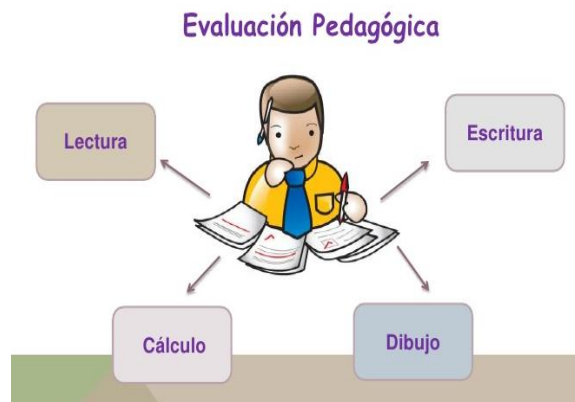 Evaluación Pedagógica
Lectura
Escritura
Cálculo
Dibujo